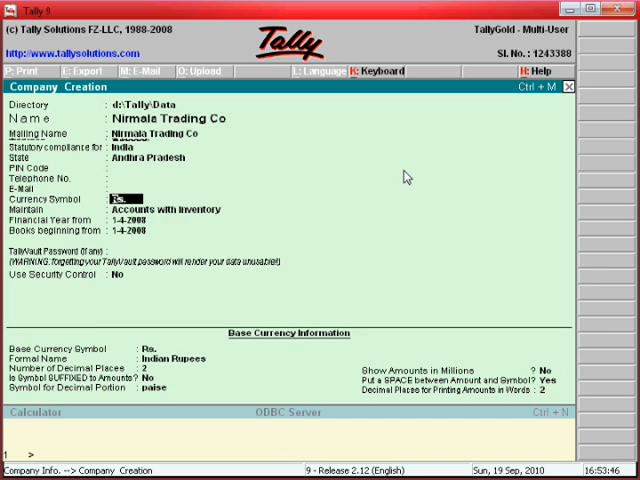 Tally 9
(c) Tally Solutions FZ-LLC, 1988-2008
TallyGold - Multi-User
Tally
http://www.tallysolutions.com
Sl. No. : 1243388
P: Print E: Export M: E-Mail O: Upload L: Language K: Keyboard H: Help
Company Creation Ctrl + M
Directory : d:\Tally\Data
Name : Nirmala Trading Co
Mailing Name : Nirmala Trading Co
Statutory compliance for : India
State : Andhra Pradesh
PIN Code :
Telephone No. :
E-Mail :
Currency Symbol : Rs.
Maintain : Accounts with Inventory
Financial Year from : 1-4-2008
Books beginning from : 1-4-2008
TallyVault Password (if any) :
(WARNING: forgetting your TallyVault password will render your data unusable!!)
Use Security Control : No
Base Currency Information
Base Currency Symbol : Rs.
Formal Name : Indian Rupees
Number of Decimal Places : 2
Is Symbol SUFFIXED to Amounts? No
Symbol for Decimal Portion : paise
Show Amounts in Millions ? No
Put a SPACE between Amount and Symbol? Yes
Decimal Places for Printing Amounts in Words : 2
Calculator ODBC Server Ctrl + N
1 >
Company Info. --> Company Creation 9 - Release 2.12 (English) Sun, 19 Sep, 2010 16:53:46